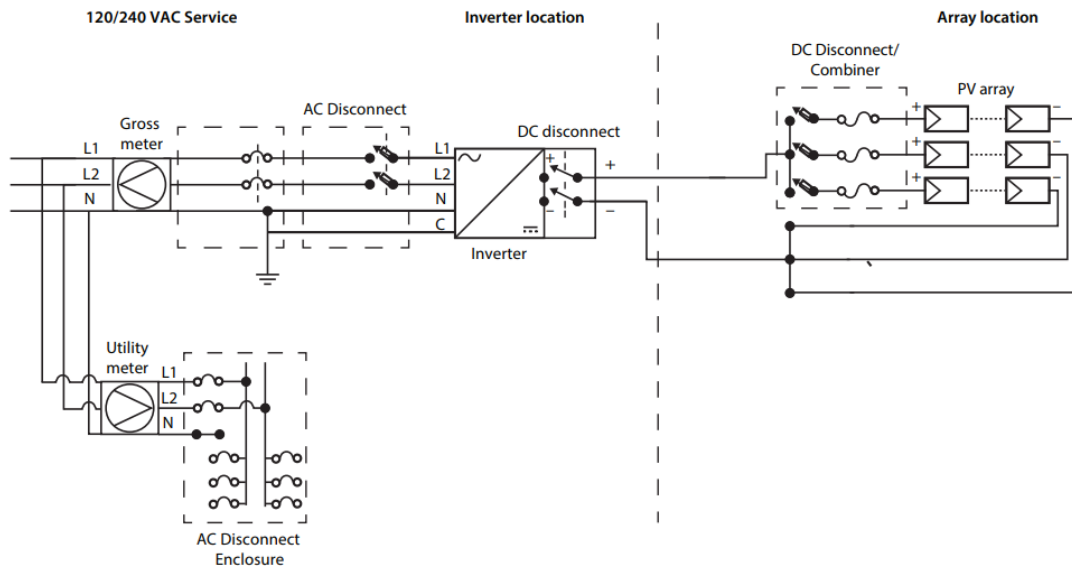 120/240 VAC Service
Inverter location
Array location
DC Disconnect/
Combiner
PV array
AC Disconnect
Gross
meter
DC disconnect
L1
L2
N
L1
L2
N
C
+
–
+
–
+
–
+
–
+
–
Inverter
Utility
meter
L1
L2
N
AC Disconnect
Enclosure